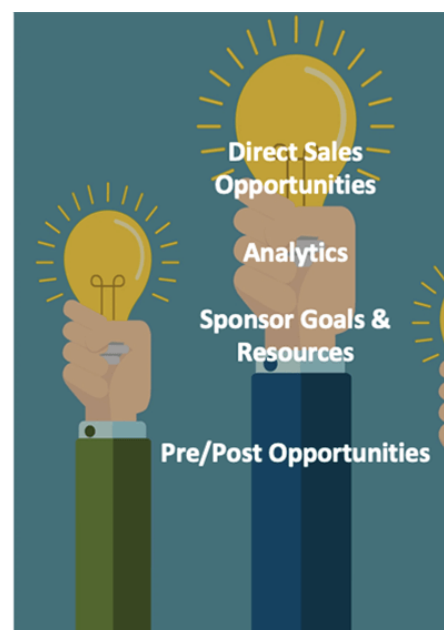 Direct Sales
Opportunities
Analytics
Sponsor Goals &
Resources
Pre/Post Opportunities